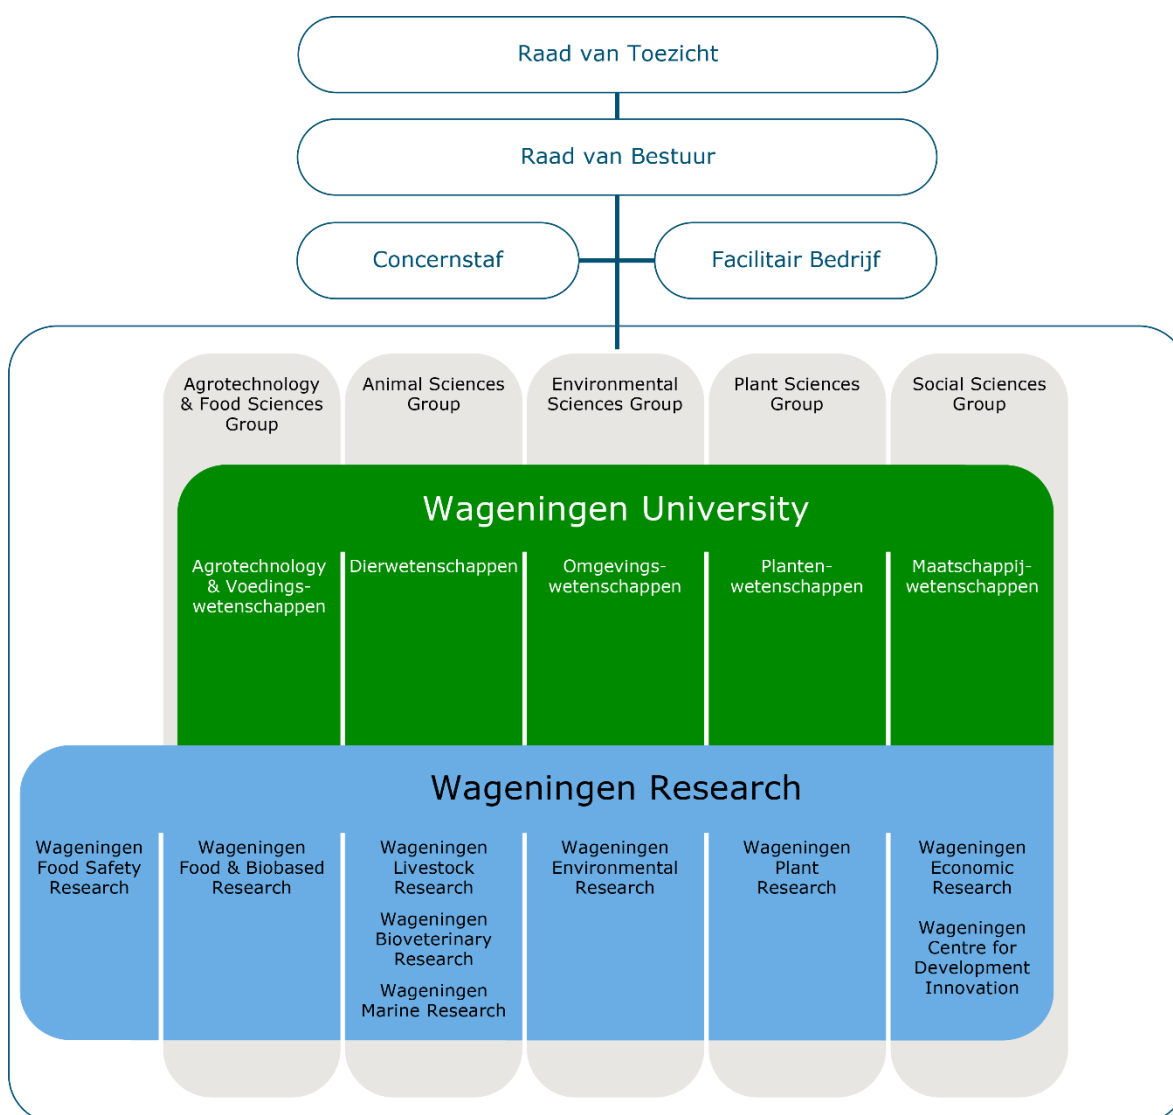 Raad van Toezicht
Raad van Bestuur
Concernstaf
Facilitair Bedrijf
Agrotechnology
& Food Sciences
Group
Animal Sciences
Group
Environmental
Sciences Group
Plant Sciences
Group
Social Sciences
Group
Wageningen University
Agrotechnology
& Voedings-
wetenschappen
Dierwetenschappen
Omgevings-
wetenschappen
Planten-
wetenschappen
Maatschappij-
wetenschappen
Wageningen Research
Wageningen
Food Safety
Research
Wageningen
Food & Biobased
Research
Wageningen
Livestock
Research
Wageningen
Bioveterinary
Research
Wageningen
Marine Research
Wageningen
Environmental
Research
Wageningen
Plant
Research
Wageningen
Economic
Research
Wageningen
Centre for
Development
Innovation